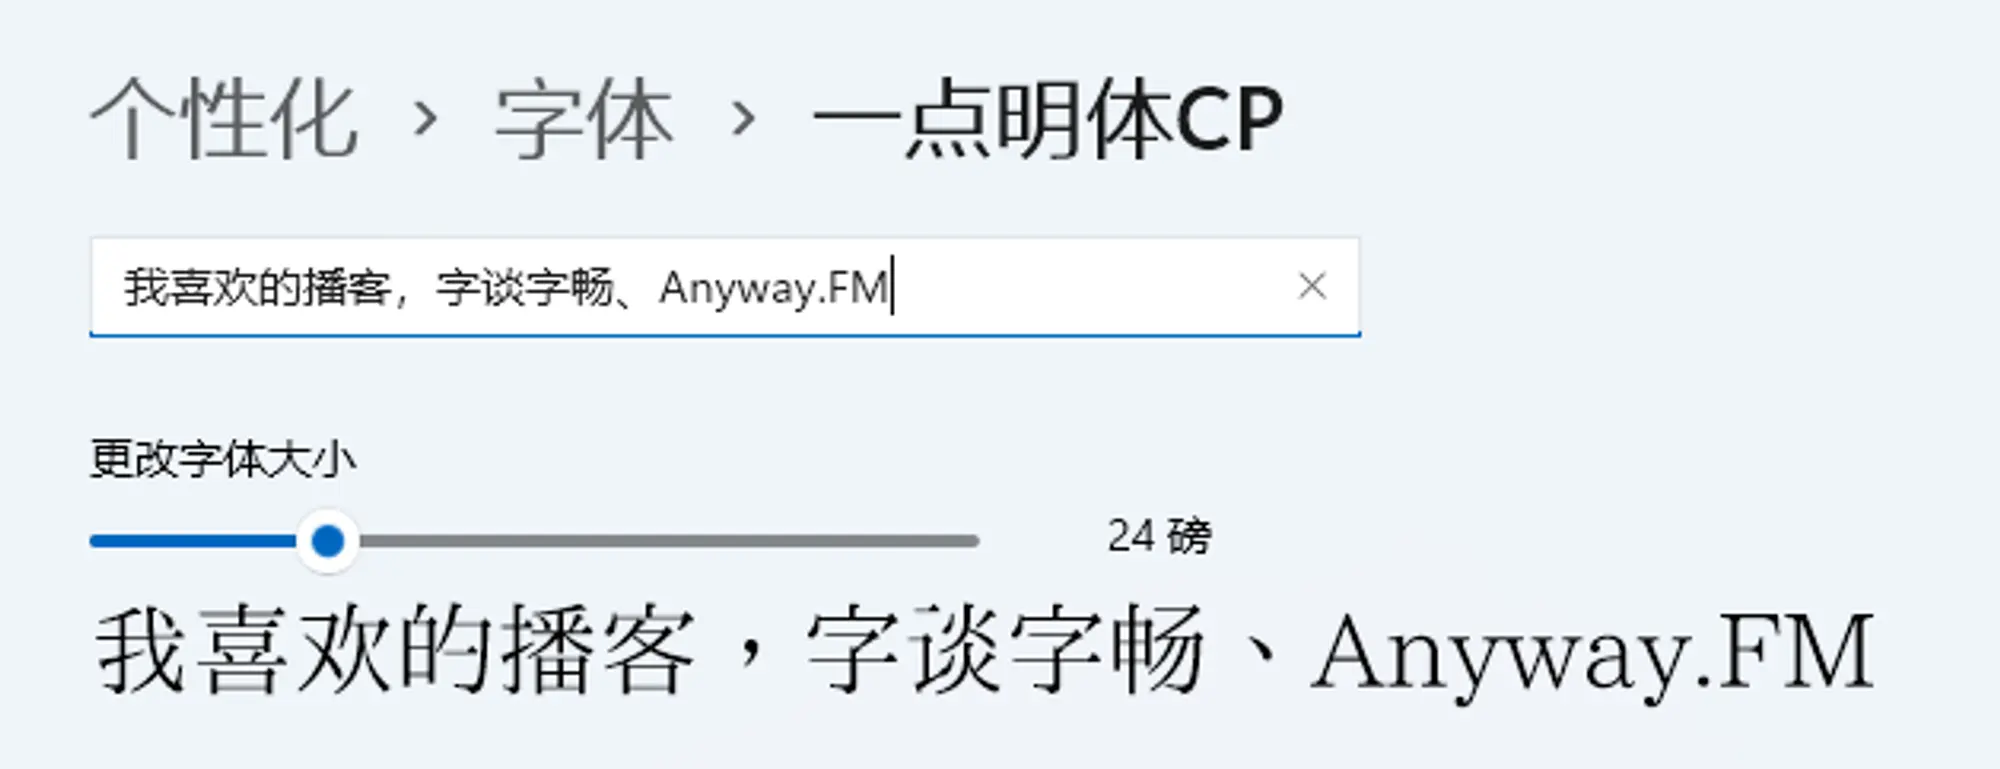 个性化 › 字体 › 一点明体CP
我喜欢的播客，字谈字畅、Anyway.FM
更改字体大小
24 磅
我喜欢的播客，字谈字畅、Anyway.FM